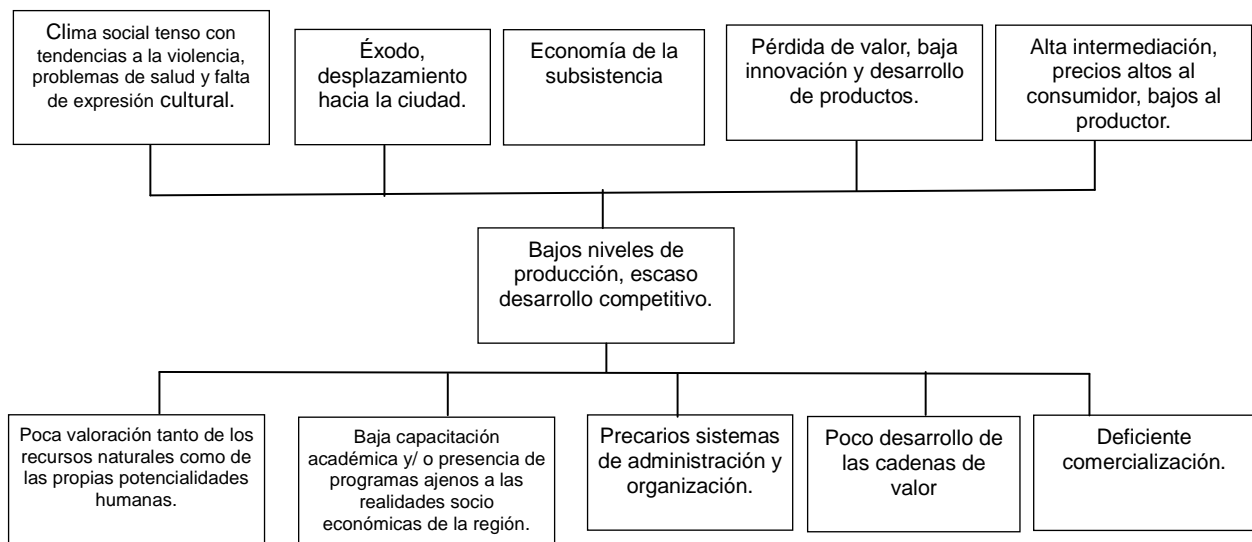 Clima social tenso con
tendencias a la violencia,
problemas de salud y falta
de expresión cultural.
Éxodo,
desplazamiento
hacia la ciudad.
Economía de la
subsistencia
Pérdida de valor, baja
innovación y desarrollo
de productos.
Alta intermediación,
precios altos al
consumidor, bajos al
productor.
Bajos niveles de
producción, escaso
desarrollo competitivo.
Poca valoración tanto de los
recursos naturales como de
las propias potencialidades
humanas.
Baja capacitación
académica y/ o presencia de
programas ajenos a las
realidades socio
económicas de la región.
Precarios sistemas
de administración y
organización.
Poco desarrollo de
las cadenas de
valor
Deficiente
comercialización.